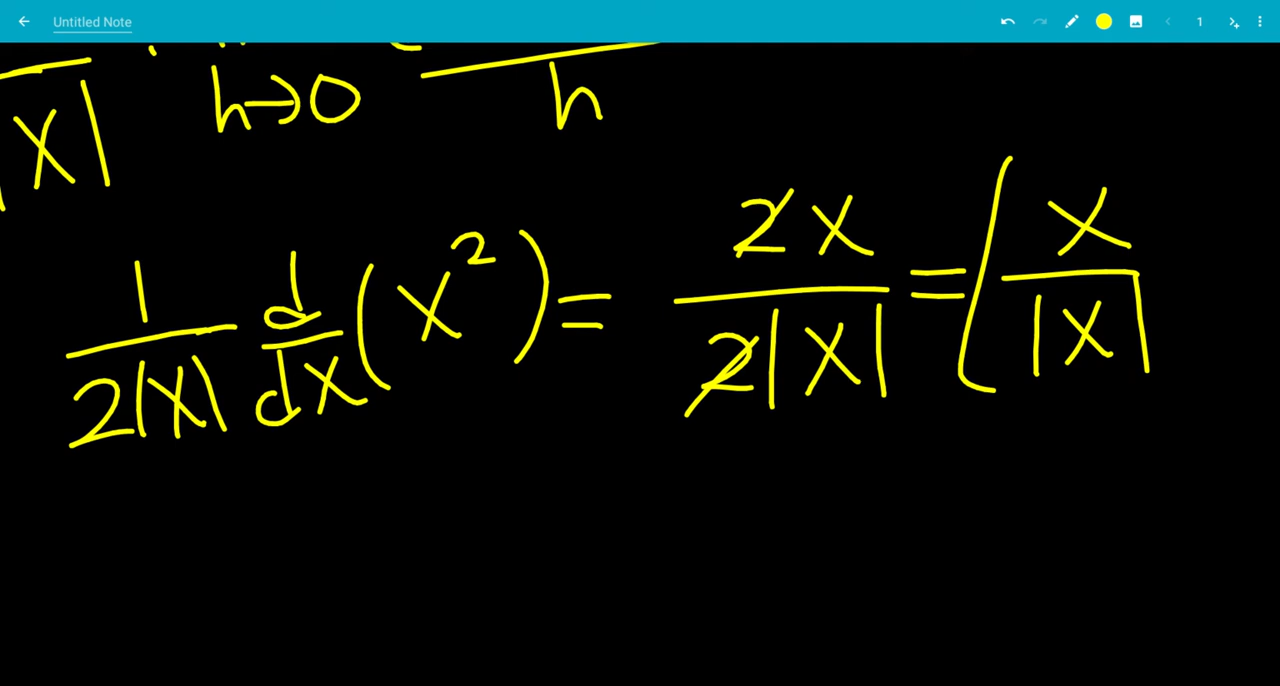 Untitled Note
1
|x| h→0 h
1/(2|x|) d/dx (x²) = 2x/(2|x|) = (x/|x|